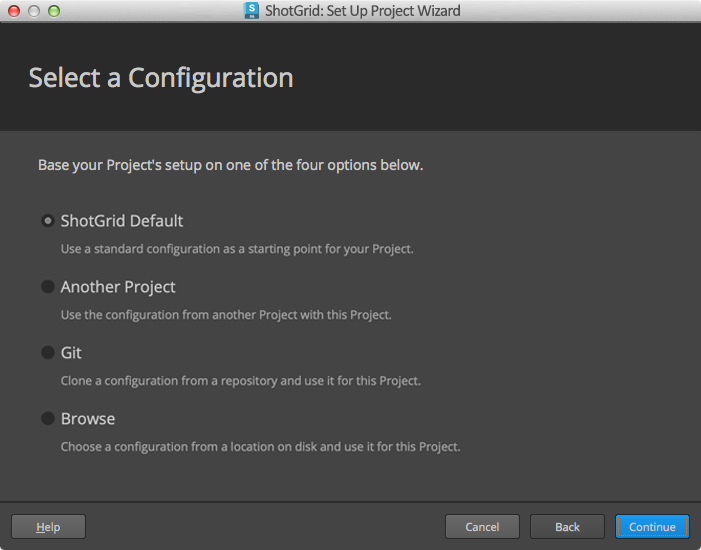 ShotGrid: Set Up Project Wizard
Select a Configuration
Base your Project's setup on one of the four options below.
ShotGrid Default
Use a standard configuration as a starting point for your Project.
Another Project
Use the configuration from another Project with this Project.
Git
Clone a configuration from a repository and use it for this Project.
Browse
Choose a configuration from a location on disk and use it for this Project.
Help Cancel Back Continue